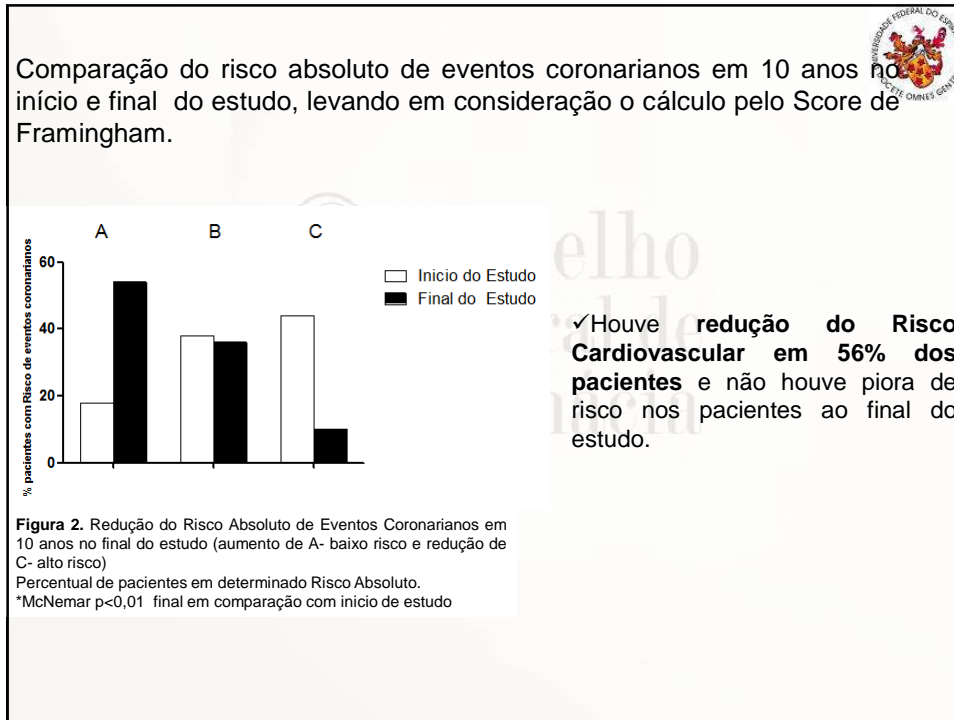 Comparação do risco absoluto de eventos coronarianos em 10 anos no
início e final do estudo, levando em consideração o cálculo pelo Score de
Framingham.
A B C
% pacientes com Risco de eventos coronarianos
60
40
20
0
Inicio do Estudo
Final do Estudo
✓Houve redução do Risco
Cardiovascular em 56% dos
pacientes e não houve piora de
risco nos pacientes ao final do
estudo.
Figura 2. Redução do Risco Absoluto de Eventos Coronarianos em
10 anos no final do estudo (aumento de A- baixo risco e redução de
C- alto risco)
Percentual de pacientes em determinado Risco Absoluto.
*McNemar p<0,01 final em comparação com inicio de estudo